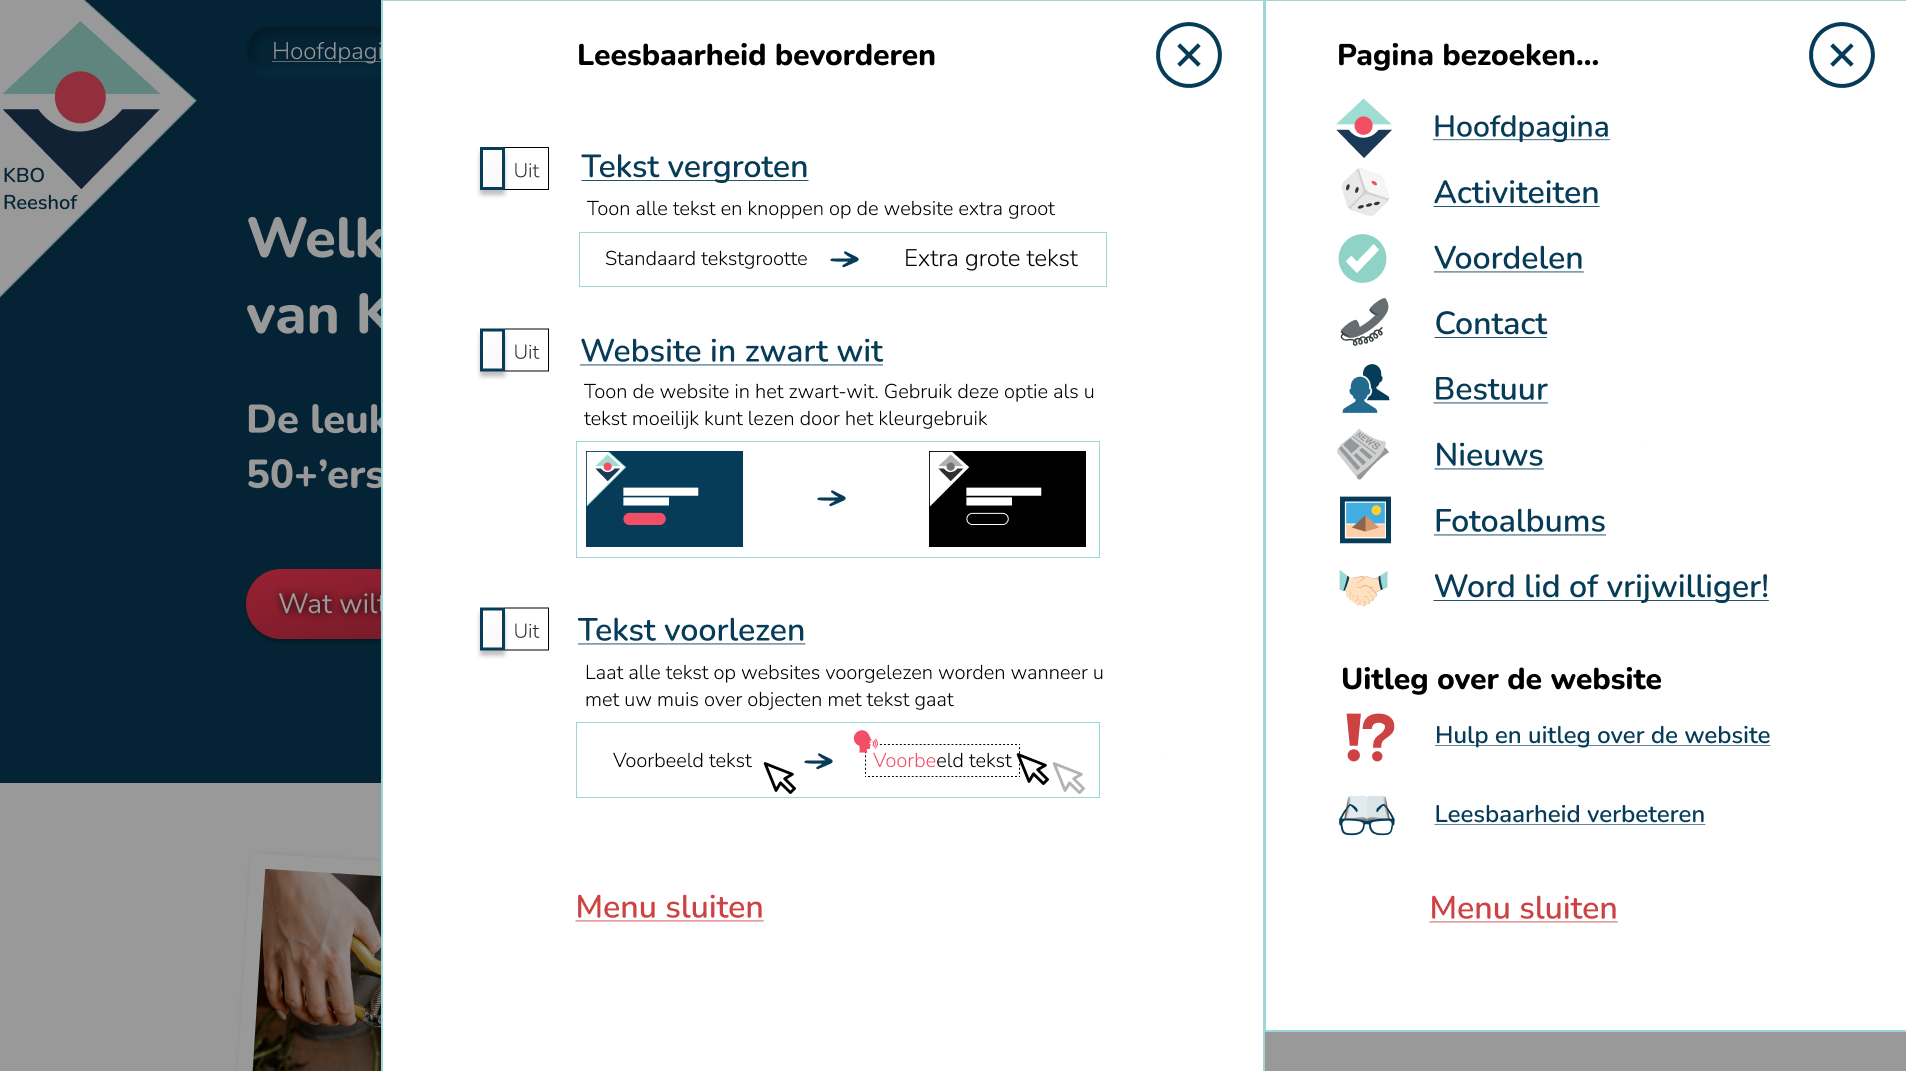 Hoofdpagi
KBO
Reeshof
Welk
van K
De leuk
50+'ers
Wat wilt
Leesbaarheid bevorderen
Uit
Tekst vergroten
Toon alle tekst en knoppen op de website extra groot
Standaard tekstgrootte
Extra grote tekst
Uit
Website in zwart wit
Toon de website in het zwart-wit. Gebruik deze optie als u
tekst moeilijk kunt lezen door het kleurgebruik
Uit
Tekst voorlezen
Laat alle tekst op websites voorgelezen worden wanneer u
met uw muis over objecten met tekst gaat
Voorbeeld tekst
Voorbeeld tekst
Menu sluiten
Pagina bezoeken...
Hoofdpagina
Activiteiten
Voordelen
Contact
Bestuur
NEWS
Nieuws
Fotoalbums
Word lid of vrijwilliger!
Uitleg over de website
Hulp en uitleg over de website
Leesbaarheid verbeteren
Menu sluiten